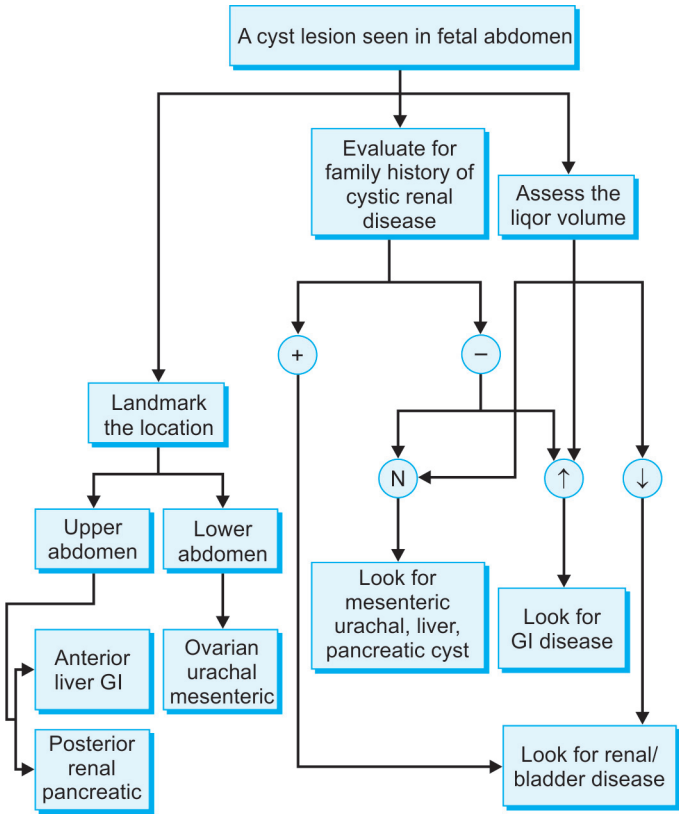 A cyst lesion seen in fetal abdomen
Evaluate for
family history of
cystic renal
disease
Assess the
liqor volume
+
−
Landmark
the location
N
↑
↓
Upper
abdomen
Lower
abdomen
Look for
mesenteric
urachal, liver,
pancreatic cyst
Look for
GI disease
Anterior
liver GI
Ovarian
urachal
mesenteric
Posterior
renal
pancreatic
Look for renal/
bladder disease